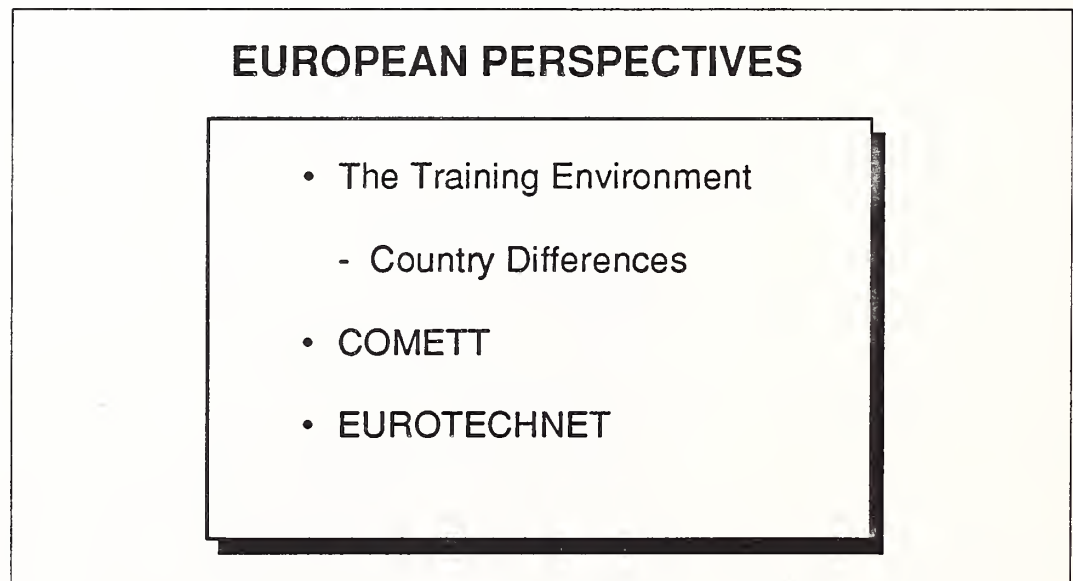 EUROPEAN PERSPECTIVES
• The Training Environment
- Country Differences
• COMETT
• EUROTECHNET